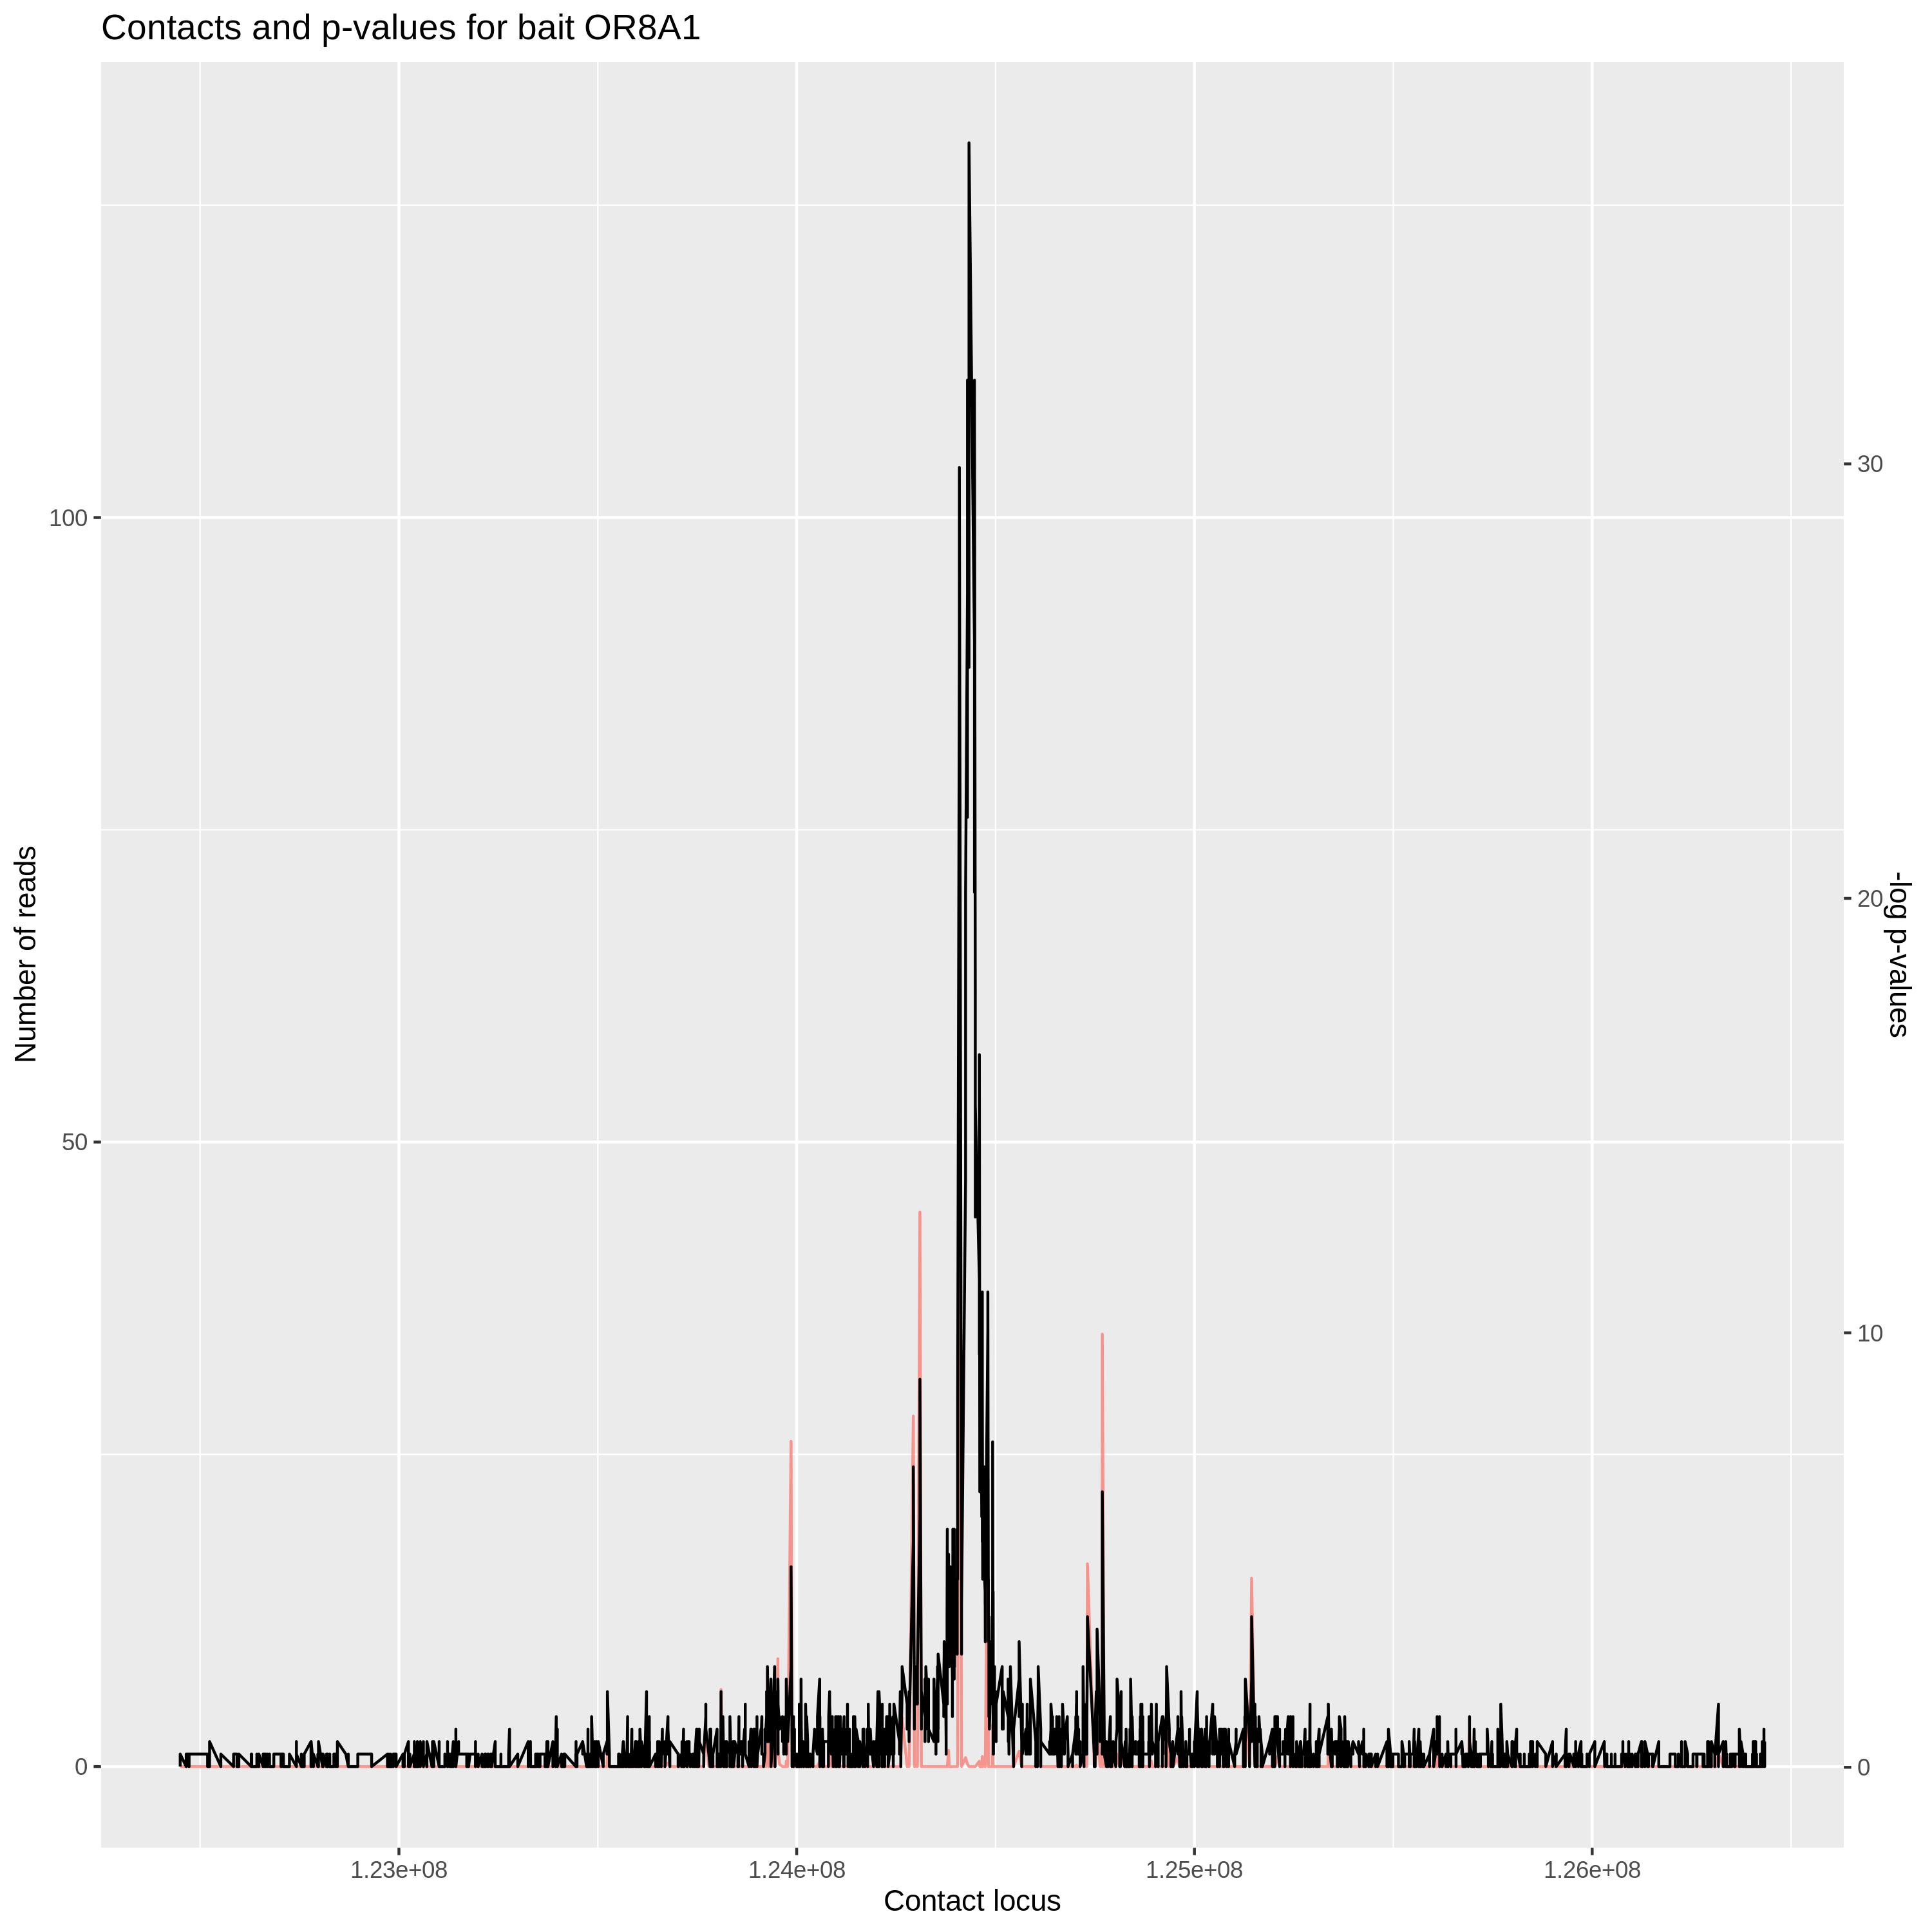 Contacts and p-values for bait OR8A1
Number of reads
100
50
0
30
20
10
0
-log p-values
1.23e+08
1.24e+08
1.25e+08
1.26e+08
Contact locus